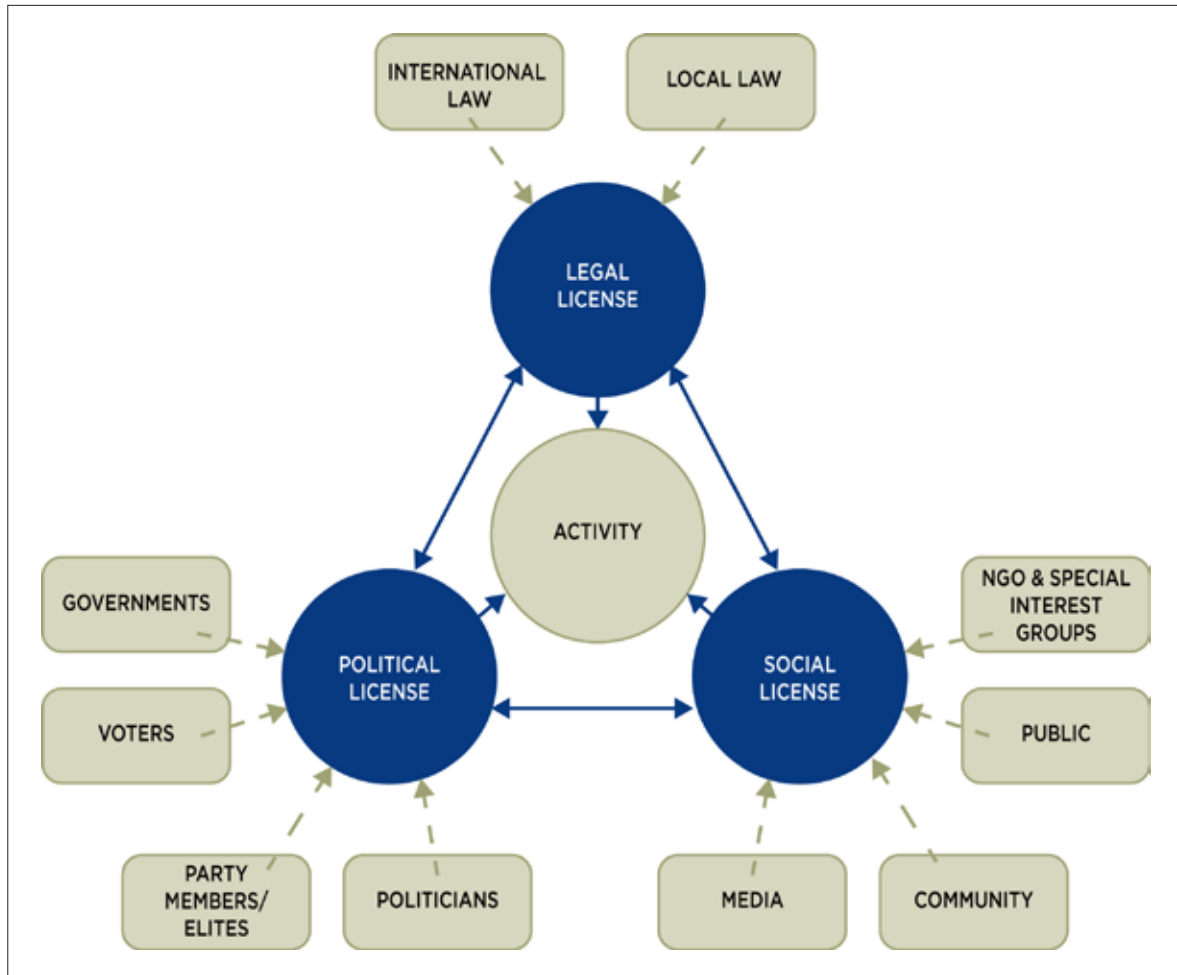 INTERNATIONAL
LAW
LOCAL LAW
LEGAL
LICENSE
ACTIVITY
GOVERNMENTS
VOTERS
POLITICAL
LICENSE
SOCIAL
LICENSE
NGO & SPECIAL
INTEREST
GROUPS
PUBLIC
PARTY
MEMBERS/
ELITES
POLITICIANS
MEDIA
COMMUNITY